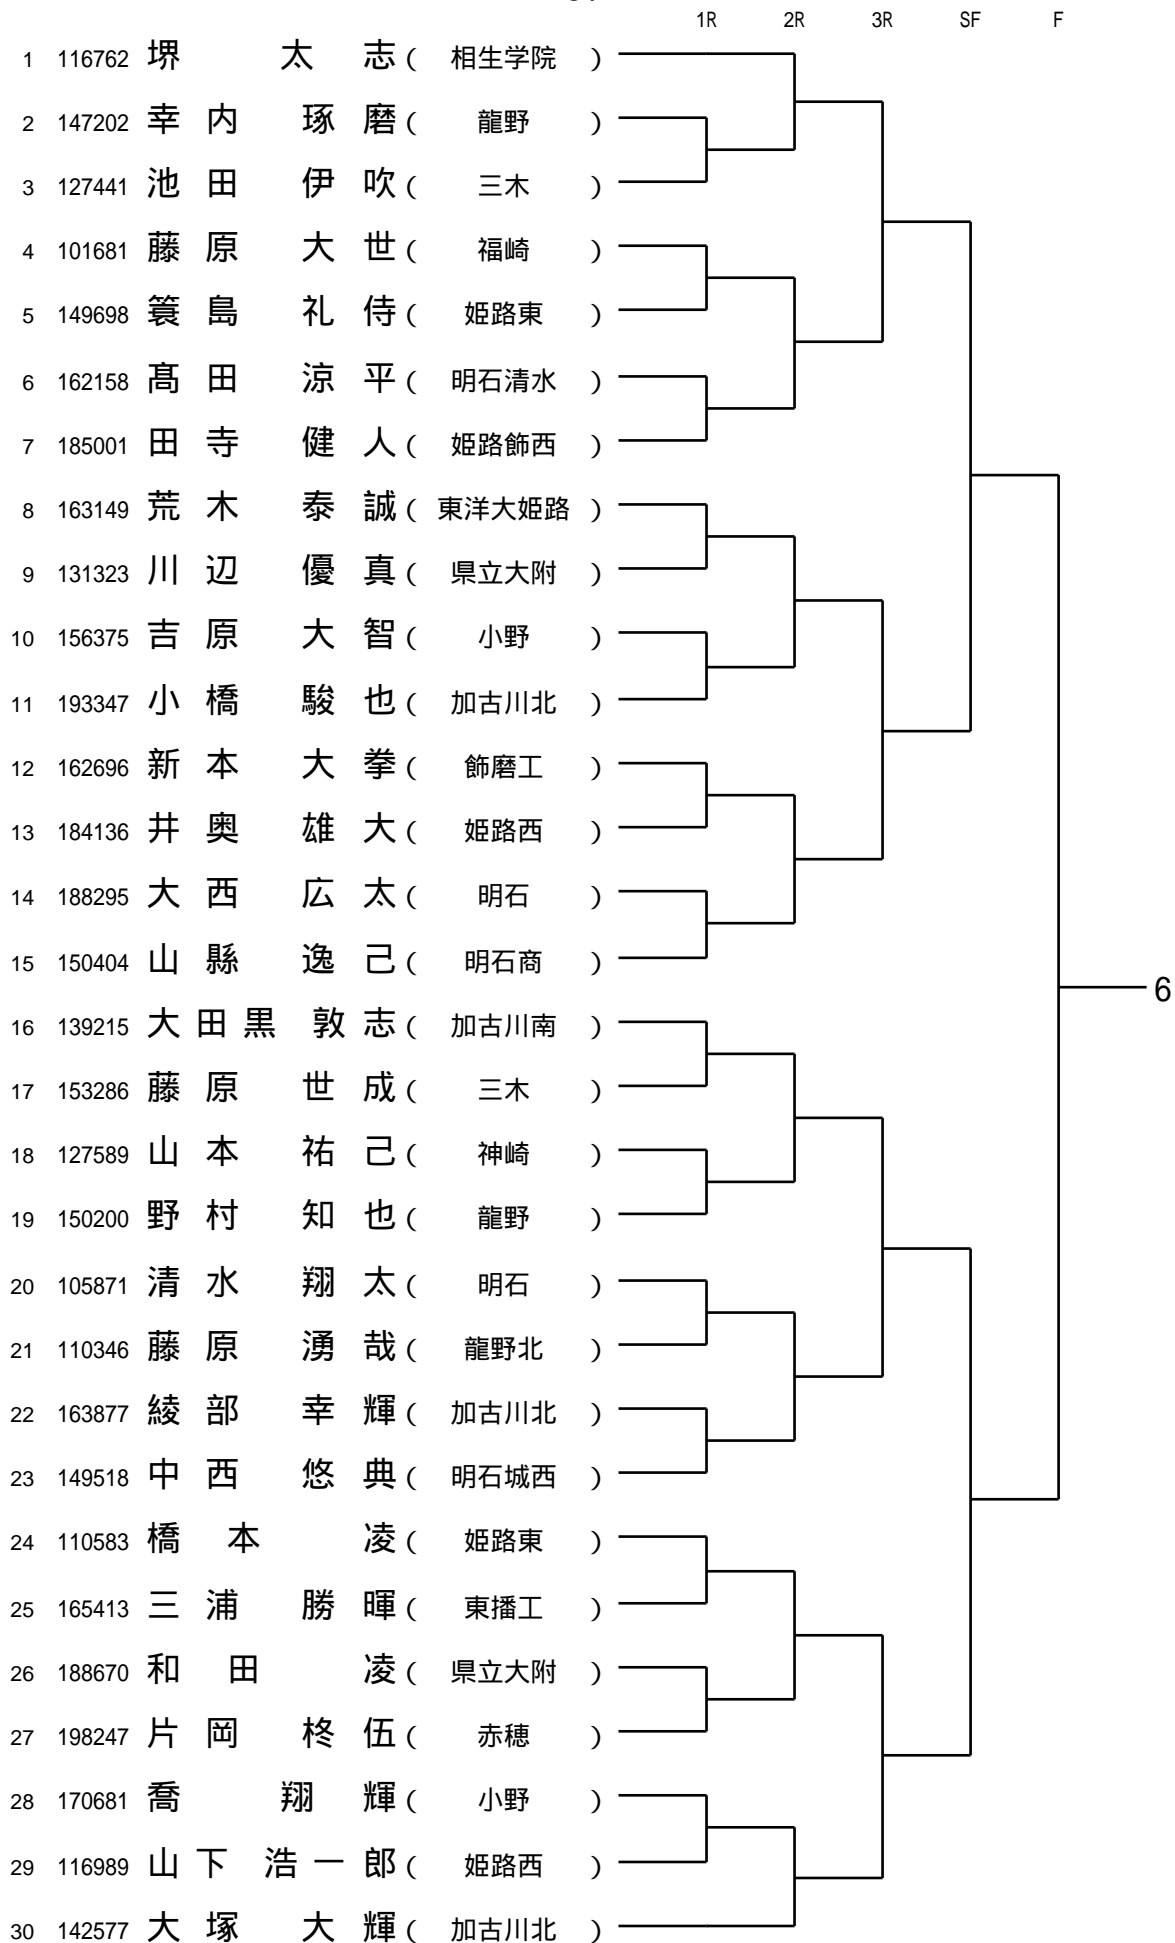 1R 2R 3R SF F
1 116762 堺 太 志 ( 相生学院 )
2 147202 幸 内 琢 磨 ( 龍野 )
3 127441 池 田 伊 吹 ( 三木 )
4 101681 藤 原 大 世 ( 福崎 )
5 149698 簑 島 礼 侍 ( 姫路東 )
6 162158 髙 田 涼 平 ( 明石清水 )
7 185001 田 寺 健 人 ( 姫路飾西 )
8 163149 荒 木 泰 誠 ( 東洋大姫路 )
9 131323 川 辺 優 真 ( 県立大附 )
10 156375 吉 原 大 智 ( 小野 )
11 193347 小 橋 駿 也 ( 加古川北 )
12 162696 新 本 大 拳 ( 飾磨工 )
13 184136 井 奥 雄 大 ( 姫路西 )
14 188295 大 西 広 太 ( 明石 )
15 150404 山 縣 逸 己 ( 明石商 )
6
16 139215 大 田 黒 敦 志 ( 加古川南 )
17 153286 藤 原 世 成 ( 三木 )
18 127589 山 本 祐 己 ( 神崎 )
19 150200 野 村 知 也 ( 龍野 )
20 105871 清 水 翔 太 ( 明石 )
21 110346 藤 原 湧 哉 ( 龍野北 )
22 163877 綾 部 幸 輝 ( 加古川北 )
23 149518 中 西 悠 典 ( 明石城西 )
24 110583 橋 本 凌 ( 姫路東 )
25 165413 三 浦 勝 暉 ( 東播工 )
26 188670 和 田 凌 ( 県立大附 )
27 198247 片 岡 柊 伍 ( 赤穂 )
28 170681 喬 翔 輝 ( 小野 )
29 116989 山 下 浩 一 郎 ( 姫路西 )
30 142577 大 塚 大 輝 ( 加古川北 )